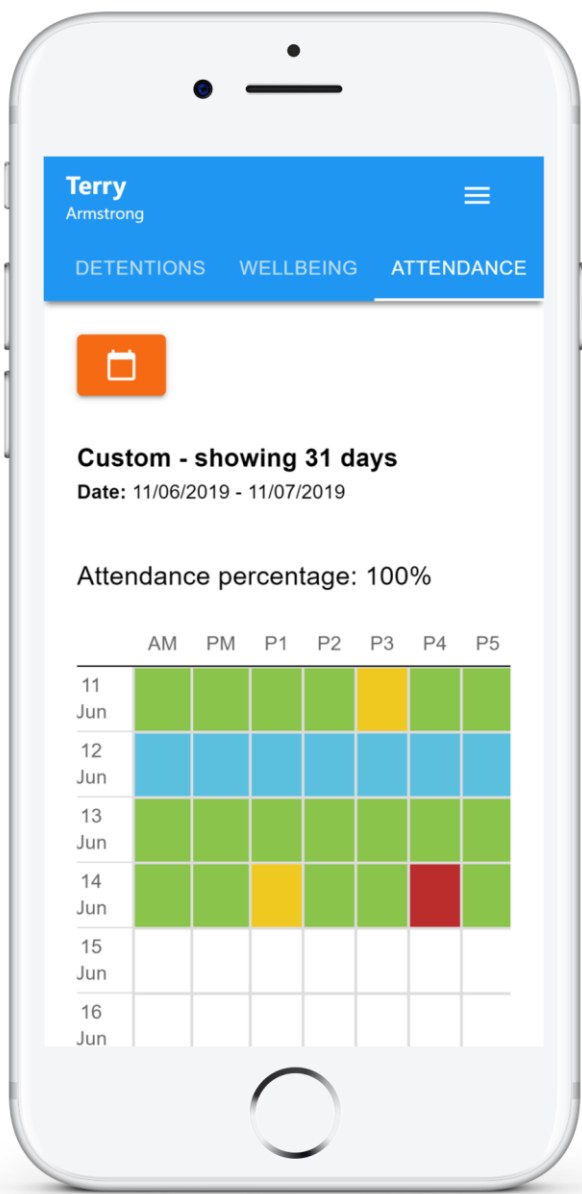 Terry
Armstrong
DETENTIONS WELLBEING ATTENDANCE
Custom - showing 31 days
Date: 11/06/2019 - 11/07/2019
Attendance percentage: 100%
AM PM P1 P2 P3 P4 P5
11
Jun
12
Jun
13
Jun
14
Jun
15
Jun
16
Jun